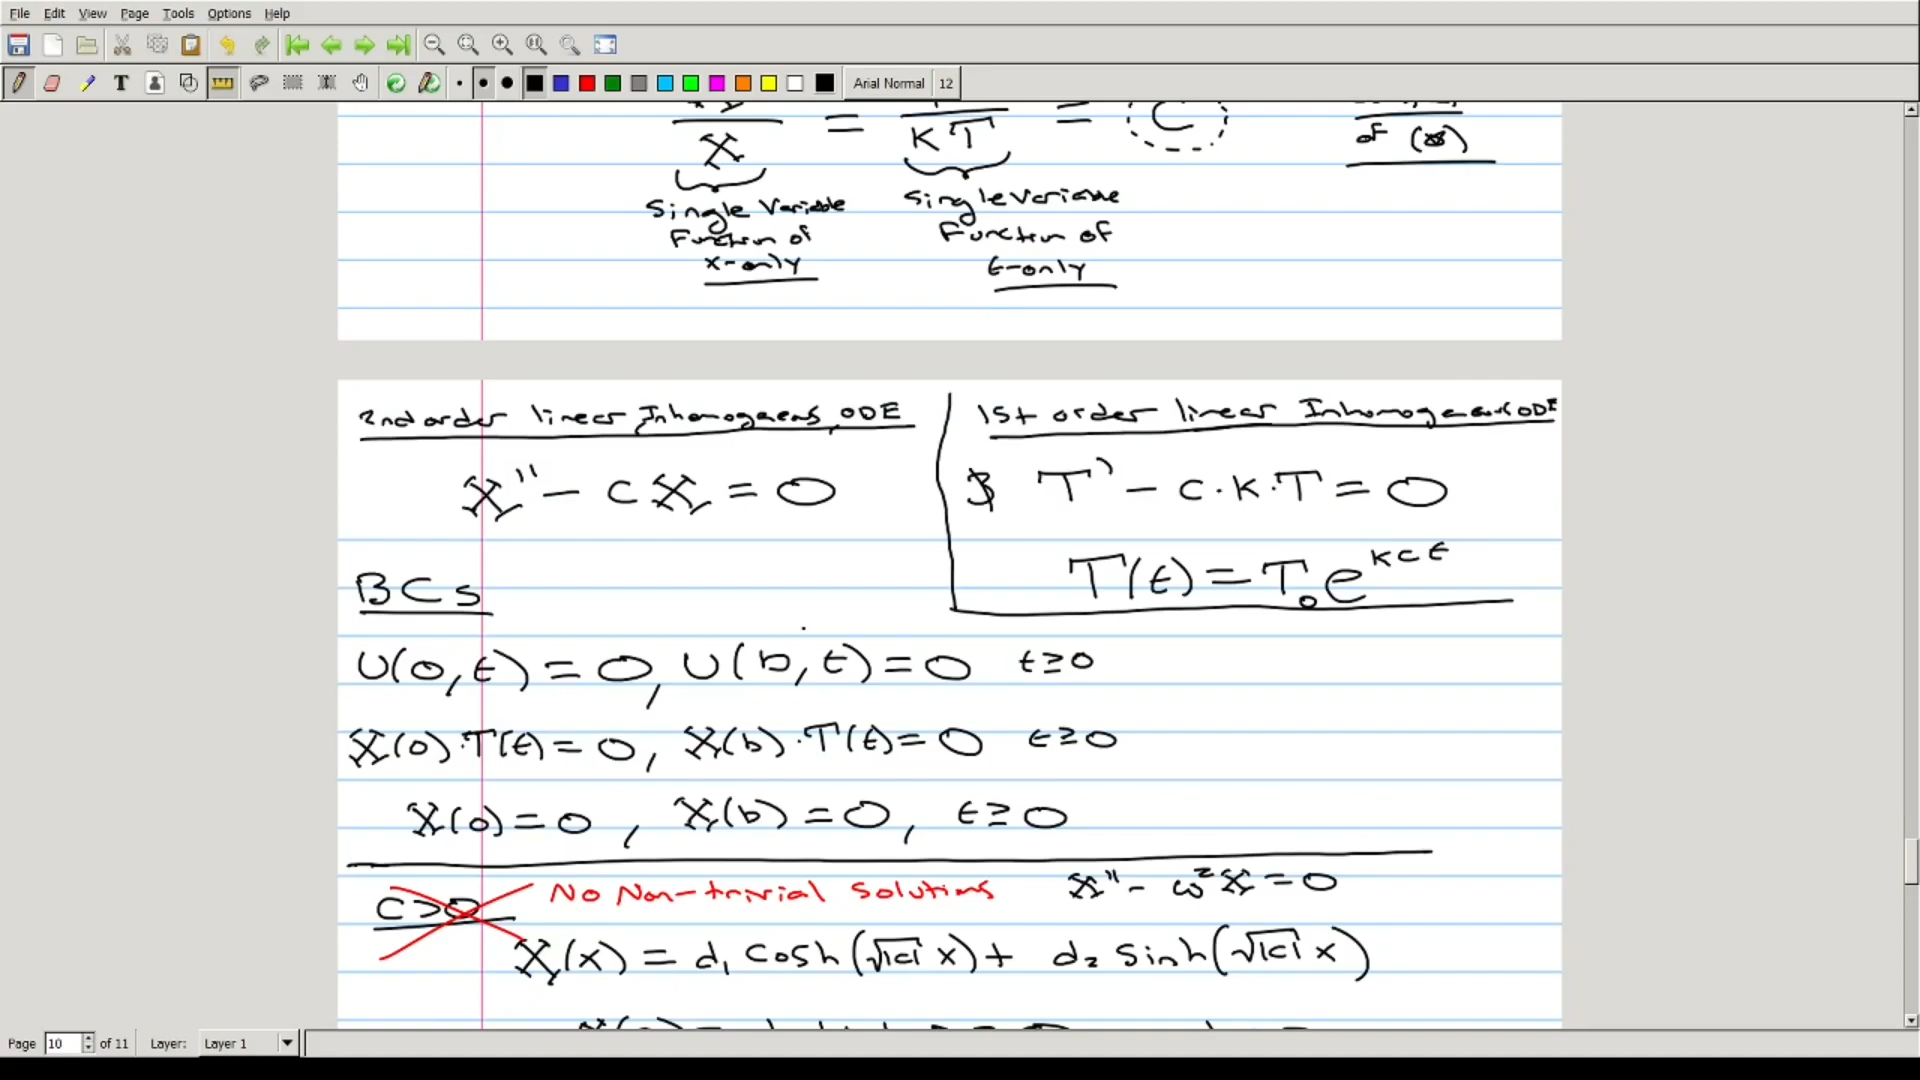 File Edit View Page Tools Options Help
T Arial Normal 12
X = KT = C
of (*)
Single Variable Function of x-only
Single Variable Function of t-only
2nd order linear Inhomogeneous ODE
X'' - cX = 0
1st order linear Inhomogeneous ODE
& T' - c·k·T = 0
T(t) = T₀e^{kct}
BCs
U(0,t) = 0, U(b,t) = 0 t≥0
X(0)·T(t) = 0, X(b)·T(t) = 0 t≥0
X(0) = 0, X(b) = 0, t≥0
C>0 No Non-trivial Solutions X'' - ω²X = 0
X(x) = d₁ cosh(√|c| x) + d₂ sinh(√|c| x)
Page 10 of 11 Layer: Layer 1